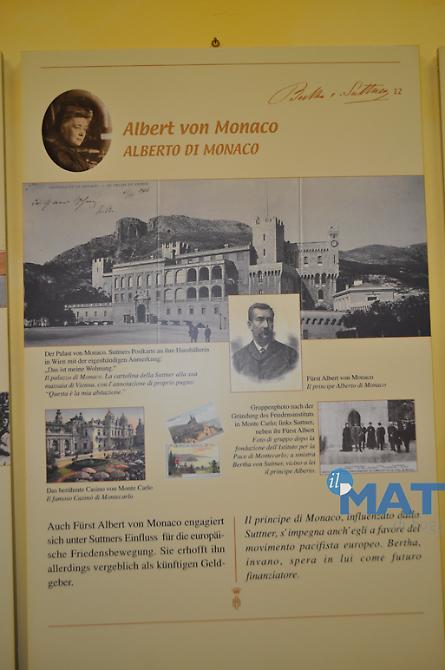 Bertha v Suttner 12
Albert von Monaco
ALBERTO DI MONACO
Der Palast von Monaco. Suttners Postkarte an ihre Haushälterin
in Wien mit der eigenhändigen Anmerkung:
„Das ist meine Wohnung.“
Il palazzo di Monaco. La cartolina della Suttner alla sua
massaia di Vienna, con l'annotazione di proprio pugno:
"Questa è la mia abitazione."
Fürst Albert von Monaco
Il principe Alberto di Monaco
Gruppenphoto nach der
Gründung des Friedensinstituts
in Monte Carlo; links Suttner,
neben ihr Fürst Albert
Foto di gruppo dopo la
fondazione dell'Istituto per la
Pace di Montecarlo; a sinistra
Bertha von Suttner, vicino a lei
il principe Alberto.
Das berühmte Casino von Monte Carlo
Il famoso Casinò di Montecarlo
il
MAT
Auch Fürst Albert von Monaco engagiert
sich unter Suttners Einfluss für die europäi-
sche Friedensbewegung. Sie erhofft ihn
allerdings vergeblich als künftigen Geld-
geber.
Il principe di Monaco, influenzato dalla
Suttner, s'impegna anch'egli a favore del
movimento pacifista europeo. Bertha,
invano, spera in lui come futuro
finanziatore.